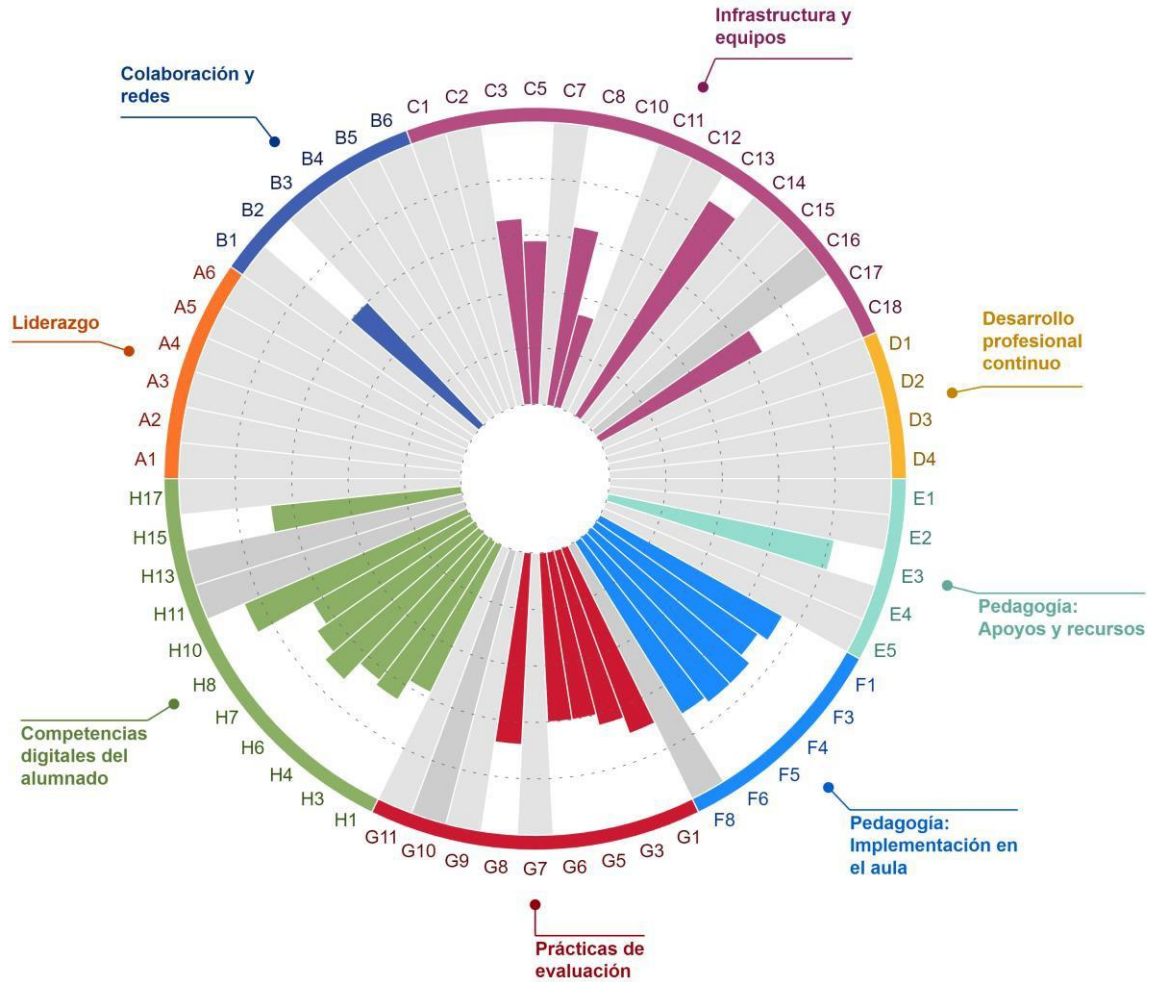 Infrastructura y
equipos
Colaboración y
redes
C1
C2
C3
C5
C7
C8
C10
C11
C12
C13
C14
C15
C16
C17
C18
Desarrollo
profesional
continuo
D1
D2
D3
D4
E1
E2
E3
E4
E5
Pedagogía:
Apoyos y recursos
F1
F3
F4
F5
F6
F8
Pedagogía:
Implementación en
el aula
G1
G3
G5
G6
G7
G8
G9
G10
G11
Prácticas de
evaluación
H1
H3
H4
H6
H7
H8
H10
H11
H13
H15
H17
Competencias
digitales del
alumnado
A1
A2
A3
A4
A5
A6
Liderazgo
B1
B2
B3
B4
B5
B6